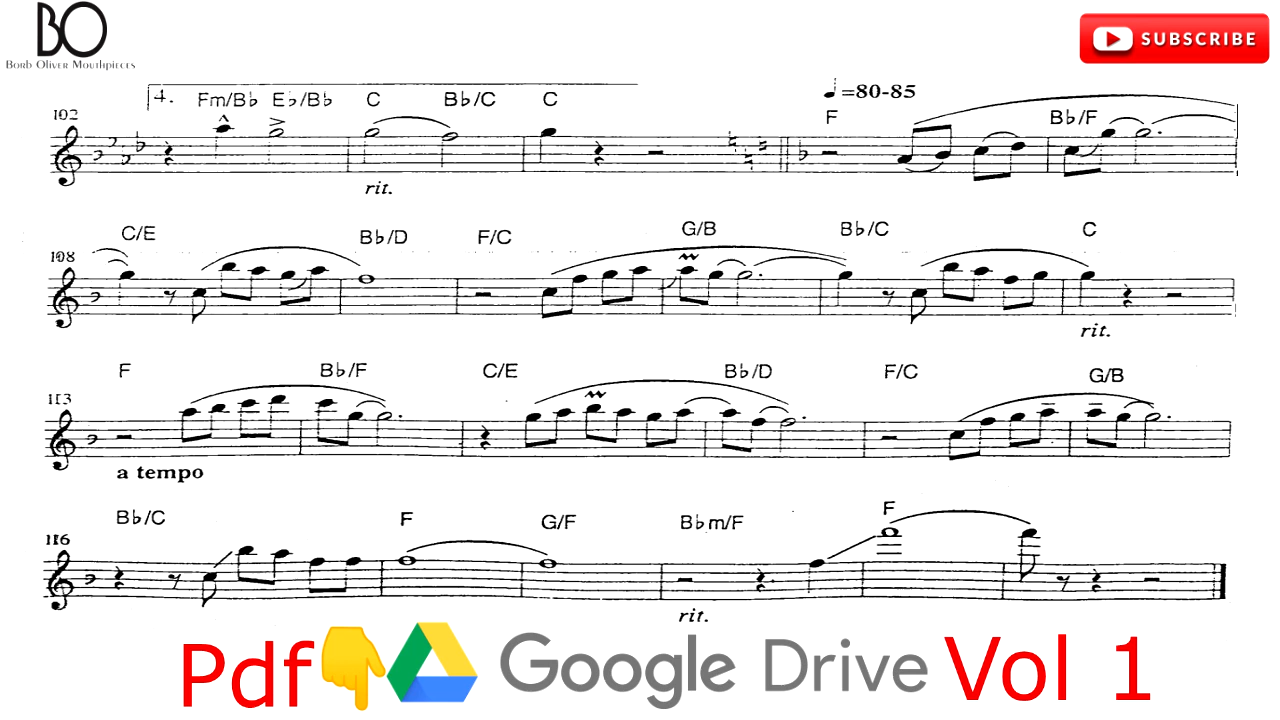 BO
Borb Oliver Mouthpieces
SUBSCRIBE
102
4. Fm/B♭ E♭/B♭ C B♭/C C
♩=80-85
F B♭/F
rit.
108
C/E B♭/D F/C G/B B♭/C C
rit.
113
F B♭/F C/E B♭/D F/C G/B
a tempo
116
B♭/C F G/F B♭m/F F
rit.
Pdf Google Drive Vol 1